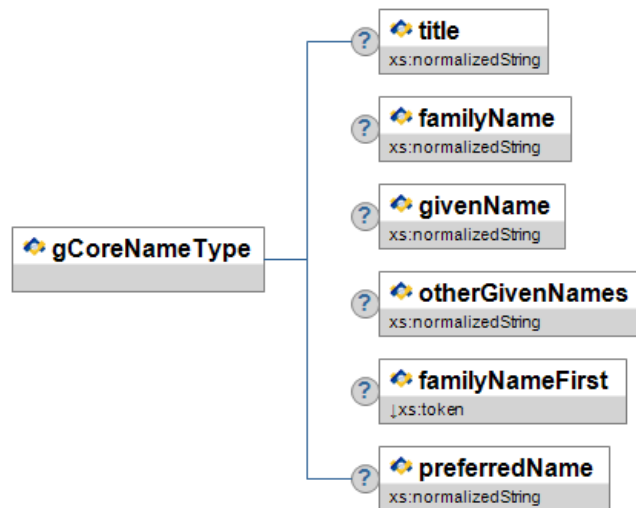 ?
title
xs:normalizedString
?
familyName
xs:normalizedString
?
givenName
xs:normalizedString
gCoreNameType
?
otherGivenNames
xs:normalizedString
?
familyNameFirst
↓xs:token
?
preferredName
xs:normalizedString